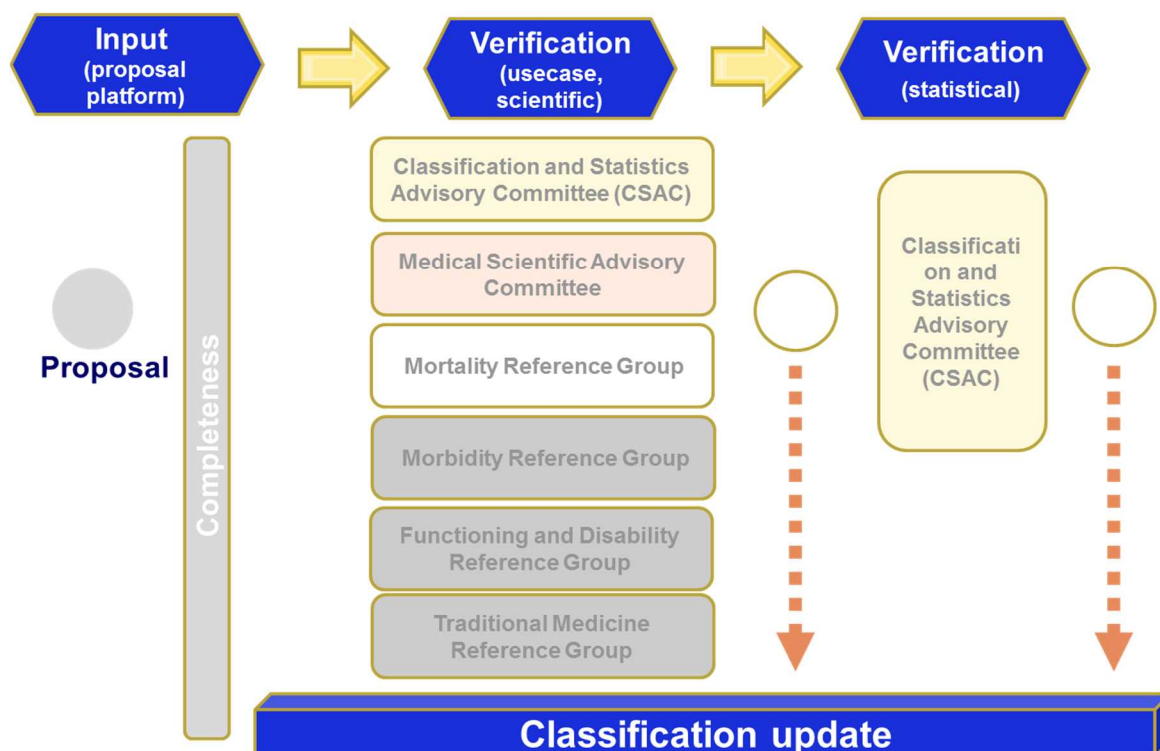 Input
(proposal
platform)
Verification
(usecase,
scientific)
Verification
(statistical)
Proposal
Completeness
Classification and Statistics
Advisory Committee (CSAC)
Medical Scientific Advisory
Committee
Mortality Reference Group
Morbidity Reference Group
Functioning and Disability
Reference Group
Traditional Medicine
Reference Group
Classificati
on and
Statistics
Advisory
Committee
(CSAC)
Classification update